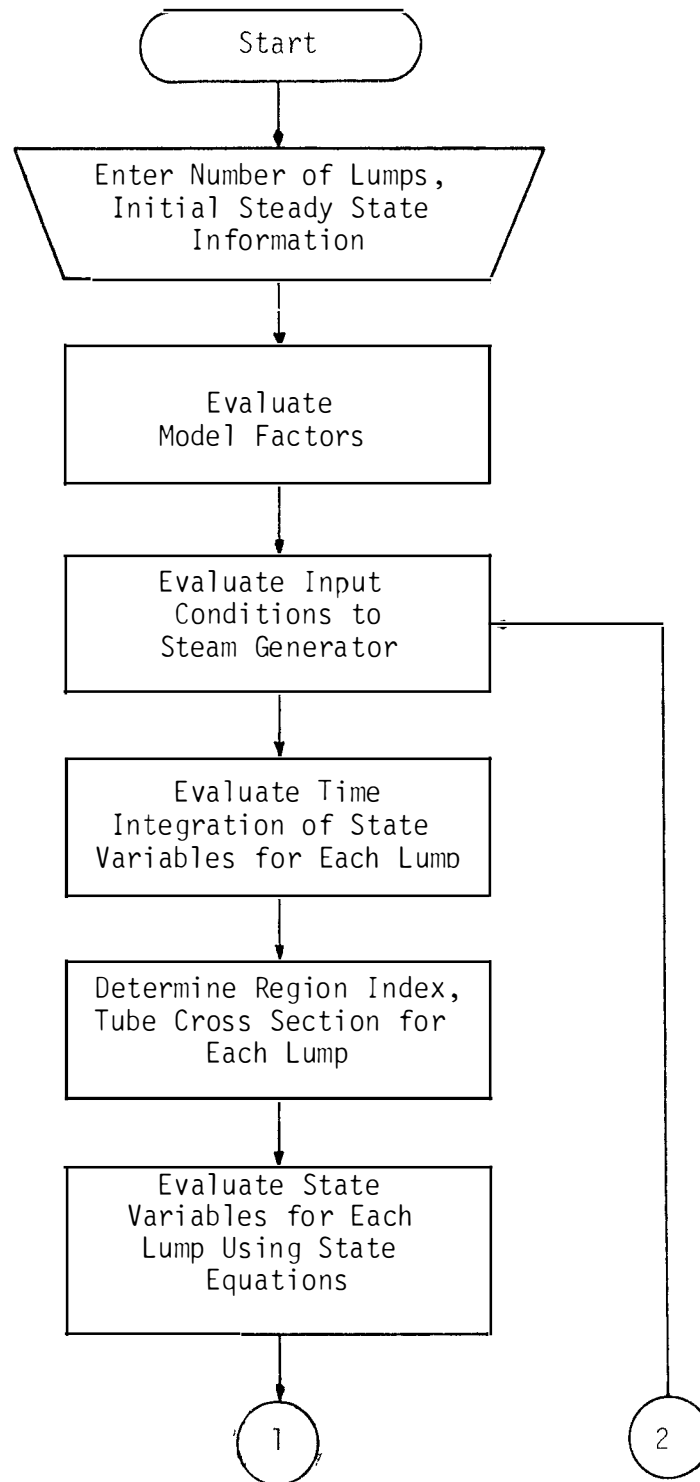 Start
Enter Number of Lumps,
Initial Steady State
Information
Evaluate
Model Factors
Evaluate Input
Conditions to
Steam Generator
Evaluate Time
Integration of State
Variables for Each Lump
Determine Region Index,
Tube Cross Section for
Each Lump
Evaluate State
Variables for Each
Lump Using State
Equations
1
2